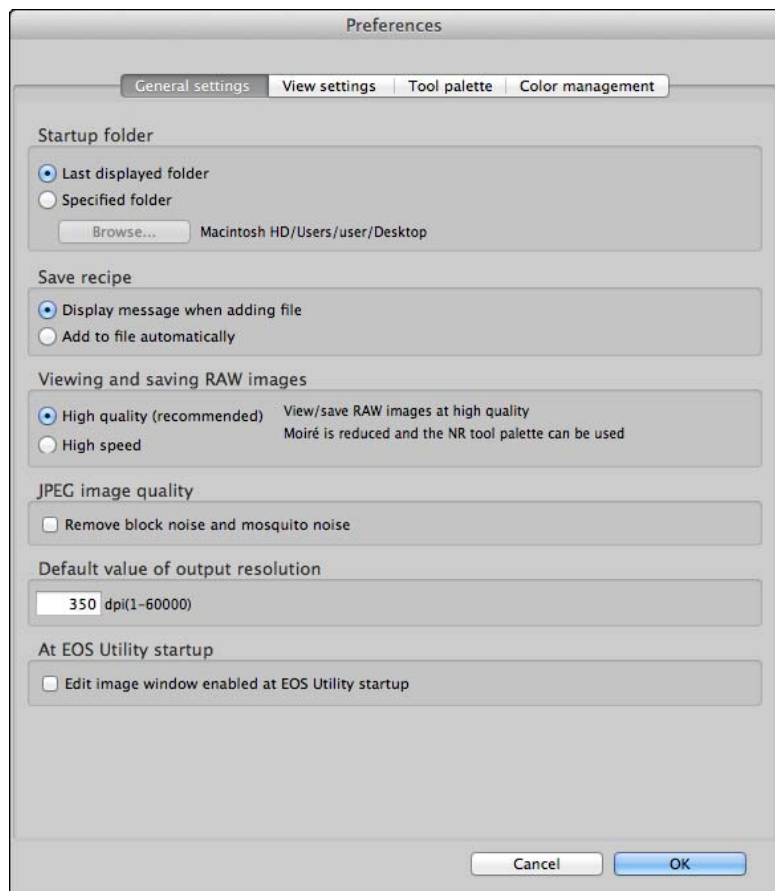 Preferences
General settings View settings Tool palette Color management
Startup folder
Last displayed folder
Specified folder
Browse... Macintosh HD/Users/user/Desktop
Save recipe
Display message when adding file
Add to file automatically
Viewing and saving RAW images
High quality (recommended) View/save RAW images at high quality
Moiré is reduced and the NR tool palette can be used
High speed
JPEG image quality
Remove block noise and mosquito noise
Default value of output resolution
350 dpi(1-60000)
At EOS Utility startup
Edit image window enabled at EOS Utility startup
Cancel OK